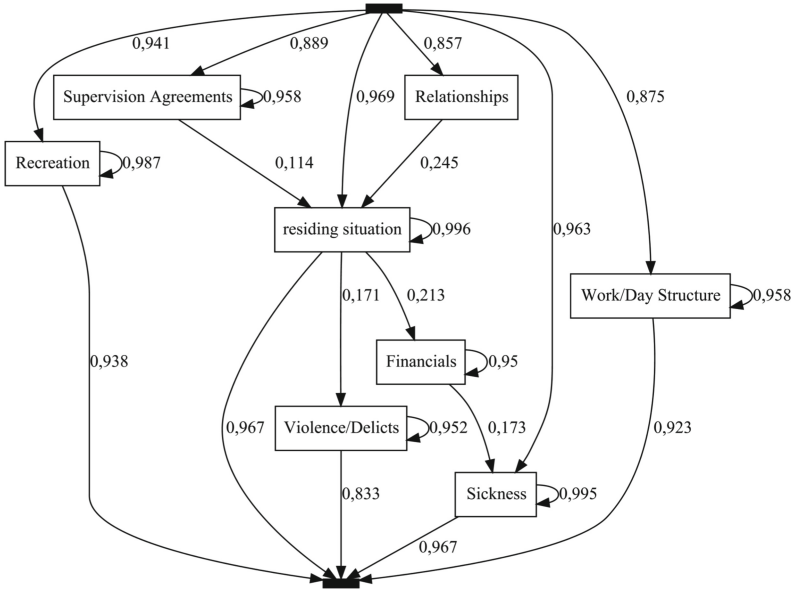 0,941
0,889
0,857
Supervision Agreements
0,958
0,969
Relationships
0,875
Recreation
0,987
0,114
0,245
residing situation
0,996
0,963
0,171
0,213
Work/Day Structure
0,958
0,938
Financials
0,95
0,967
Violence/Delicts
0,952
0,173
0,923
0,833
Sickness
0,995
0,967